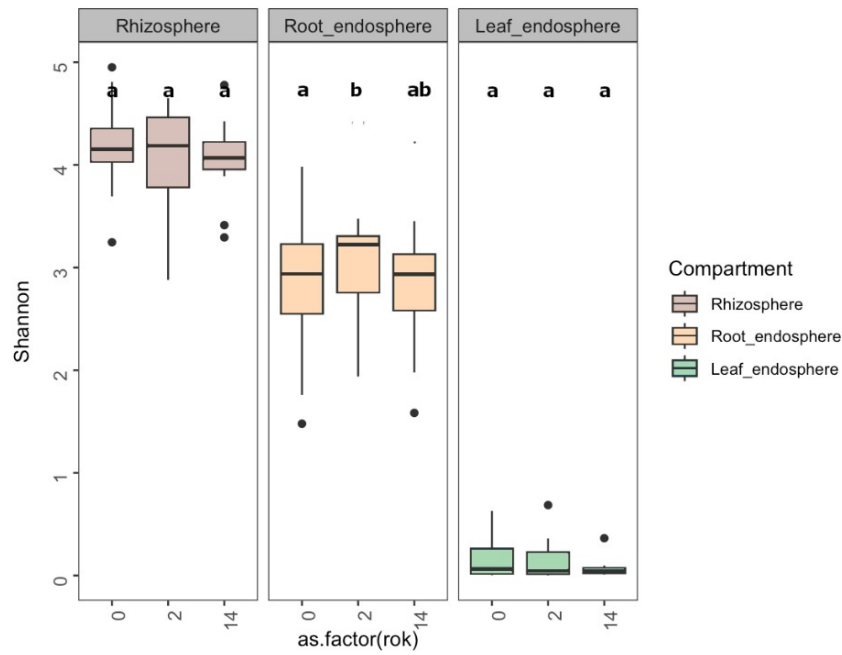 Rhizosphere
Root_endosphere
Leaf_endosphere
a a a
a b ab
a a a
5
4
3
2
1
0
Shannon
0 2 14
0 2 14
0 2 14
as.factor(rok)
Compartment
Rhizosphere
Root_endosphere
Leaf_endosphere